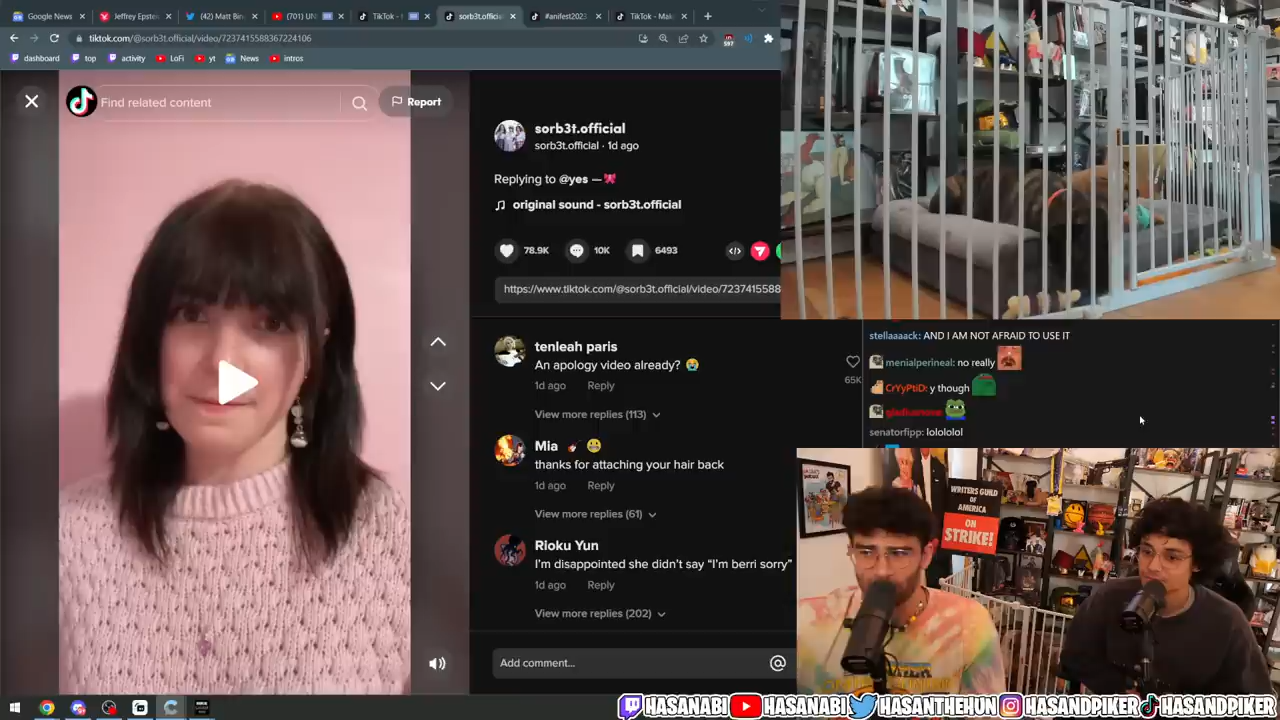 Google News
Jeffrey Epste
(42) Matt Bin
(701) UN
TikTok -
sorb3t.officia
#anifest2023
TikTok - Mak
tiktok.com/@sorb3t.official/video/7237415588367224106
597
dashboard
top
activity
LoFi
yt
News
intros
Find related content
Report
sorb3t.official
sorb3t.official · 1d ago
Replying to @yes —🎀
original sound - sorb3t.official
78.9K
10K
6493
https://www.tiktok.com/@sorb3t.official/video/72374155883
tenleah paris
An apology video already? 😭
1d ago Reply
65K
View more replies (113)
Mia
thanks for attaching your hair back
1d ago Reply
View more replies (61)
Rioku Yun
I'm disappointed she didn't say "I'm berri sorry"
1d ago Reply
View more replies (202)
Add comment...
stellaaaack: AND I AM NOT AFRAID TO USE IT
menialperineal: no really
CrYyPtiD: y though
senatorfipp: lolololol
WRITERS GUILD
OF
AMERICA
ON
STRIKE!
HASANABI
HASANABI
HASANTHEHUN
HASANDPIKER
HASANDPIKER